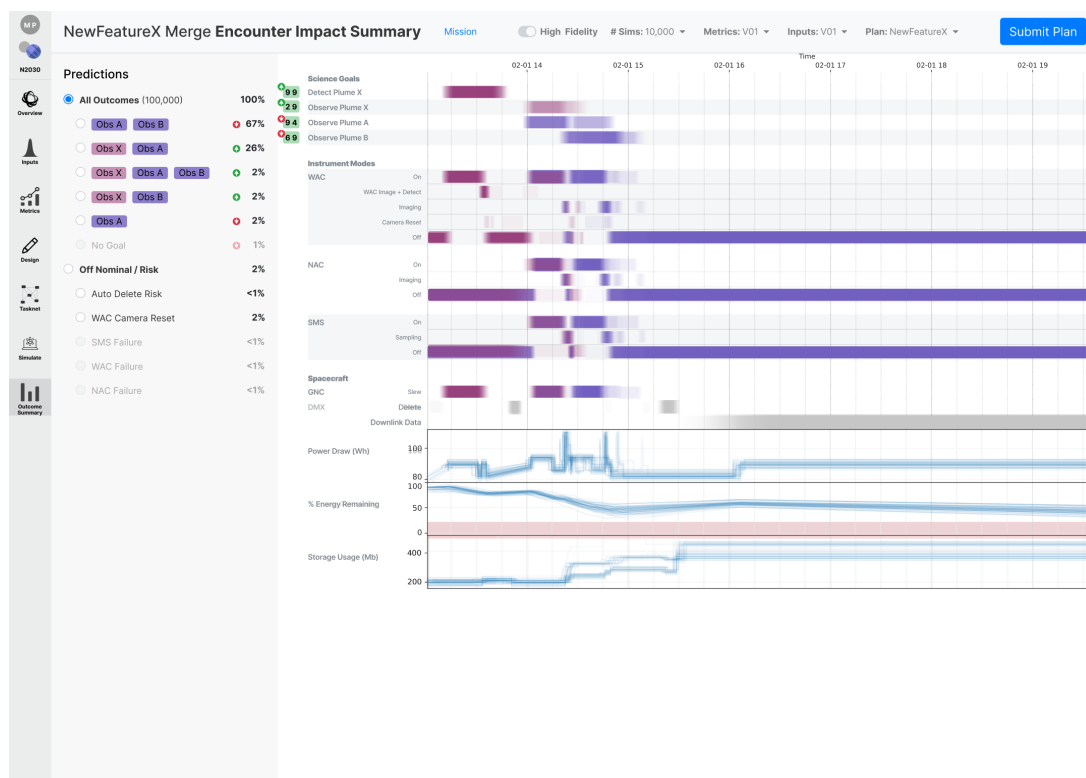 MP
N2030
Overview
Inputs
Metrics
Design
Tasknet
Simulate
Outcome
Summary
NewFeatureX Merge Encounter Impact Summary
Mission
High Fidelity
# Sims: 10,000
Metrics: V01
Inputs: V01
Plan: NewFeatureX
Submit Plan
Predictions
All Outcomes (100,000) 100%
Obs A Obs B 67%
Obs X Obs A 26%
Obs X Obs A Obs B 2%
Obs X Obs B 2%
Obs A 2%
No Goal 1%
Off Nominal / Risk 2%
Auto Delete Risk <1%
WAC Camera Reset 2%
SMS Failure <1%
WAC Failure <1%
NAC Failure <1%
Time
02-01 14 02-01 15 02-01 16 02-01 17 02-01 18 02-01 19
Science Goals
99 Detect Plume X
29 Observe Plume X
94 Observe Plume A
69 Observe Plume B
Instrument Modes
WAC On
WAC Image + Detect
Imaging
Camera Reset
Off
NAC On
Imaging
Off
SMS On
Sampling
Off
Spacecraft
GNC Slew
DMX Delete
Downlink Data
Power Draw (Wh) 100
80
100
% Energy Remaining 50
0
Storage Usage (Mb) 400
200